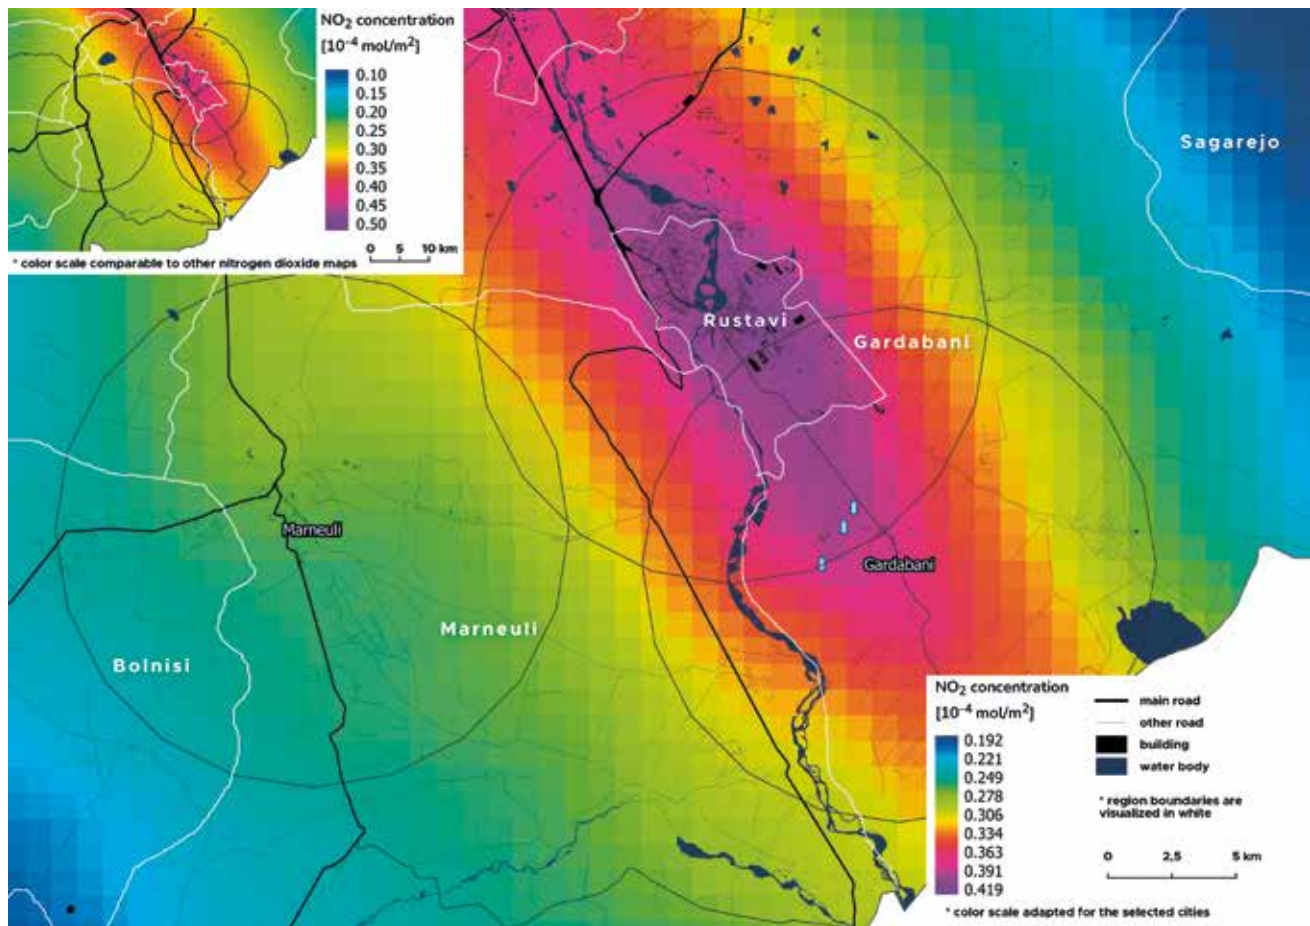 NO₂ concentration
[10⁻⁴ mol/m²]
0.10
0.15
0.20
0.25
0.30
0.35
0.40
0.45
0.50
0 5 10 km
* color scale comparable to other nitrogen dioxide maps
Sagarejo
Rustavi
Gardabani
Marneuli
Gardabani
Marneuli
Bolnisi
NO₂ concentration
[10⁻⁴ mol/m²]
0.192
0.221
0.249
0.278
0.306
0.334
0.363
0.391
0.419
main road
other road
building
water body
* region boundaries are
visualized in white
0 2,5 5 km
* color scale adapted for the selected cities